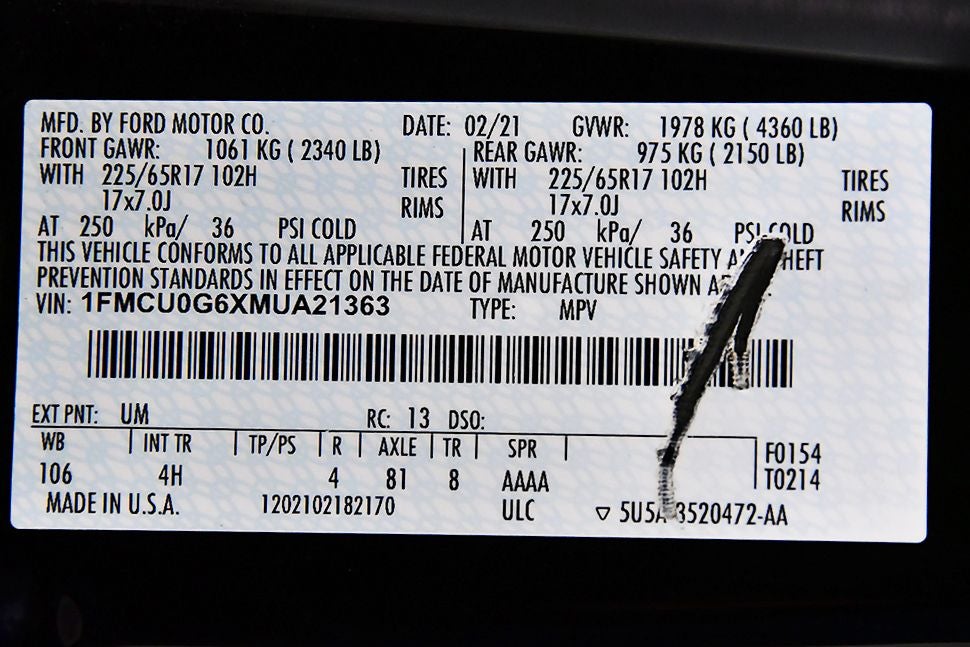 MFD. BY FORD MOTOR CO. DATE: 02/21 GVWR: 1978 KG ( 4360 LB)
FRONT GAWR: 1061 KG ( 2340 LB) REAR GAWR: 975 KG ( 2150 LB)
WITH 225/65R17 102H TIRES WITH 225/65R17 102H TIRES
17x7.0J RIMS 17x7.0J RIMS
AT 250 kPa/ 36 PSI COLD AT 250 kPa/ 36 PSI COLD
THIS VEHICLE CONFORMS TO ALL APPLICABLE FEDERAL MOTOR VEHICLE SAFETY
PREVENTION STANDARDS IN EFFECT ON THE DATE OF MANUFACTURE SHOWN
VIN: 1FMCU0G6XMUA21363 TYPE: MPV
EXT PNT: UM RC: 13 DSO:
WB INT TR TP/PS R AXLE TR SPR F0154
106 4H 4 81 8 AAAA T0214
MADE IN U.S.A. 1202102182170 ULC ▽ 5U5A 3520472-AA